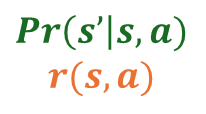 Pr(s’|s, a)
r(s, a)